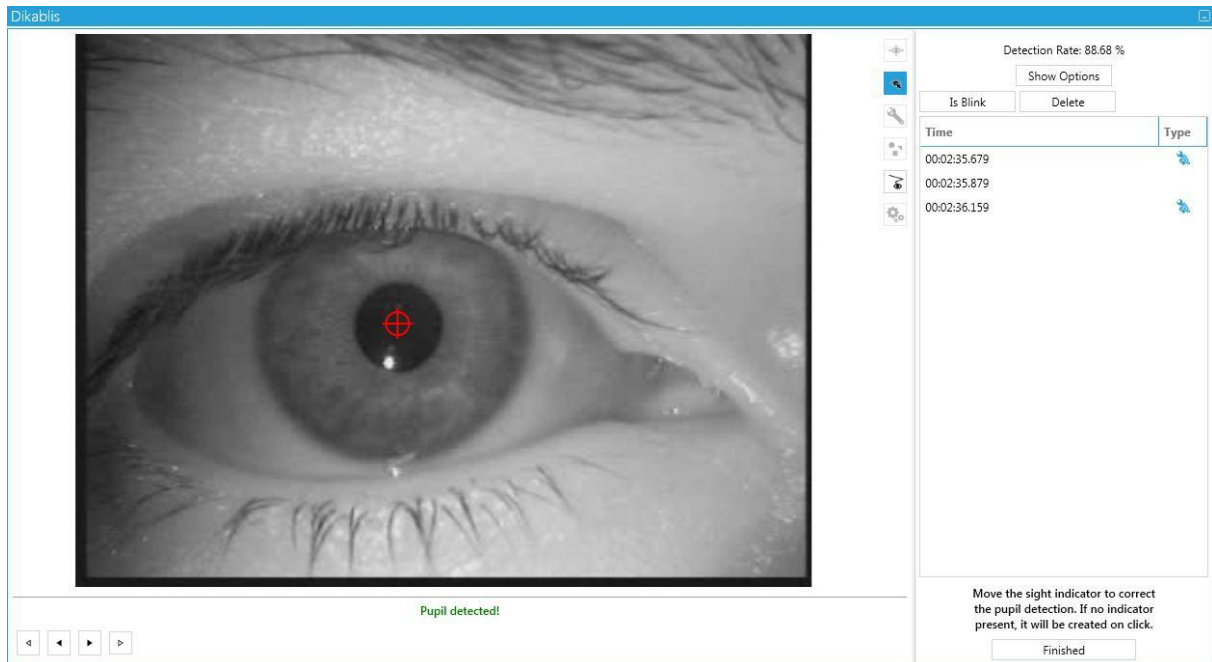 Dikablis
Detection Rate: 88.68 %
Show Options
Is Blink Delete
Time Type
00:02:35.679
00:02:35.879
00:02:36.159
Pupil detected!
Move the sight indicator to correct
the pupil detection. If no indicator
present, it will be created on click.
Finished